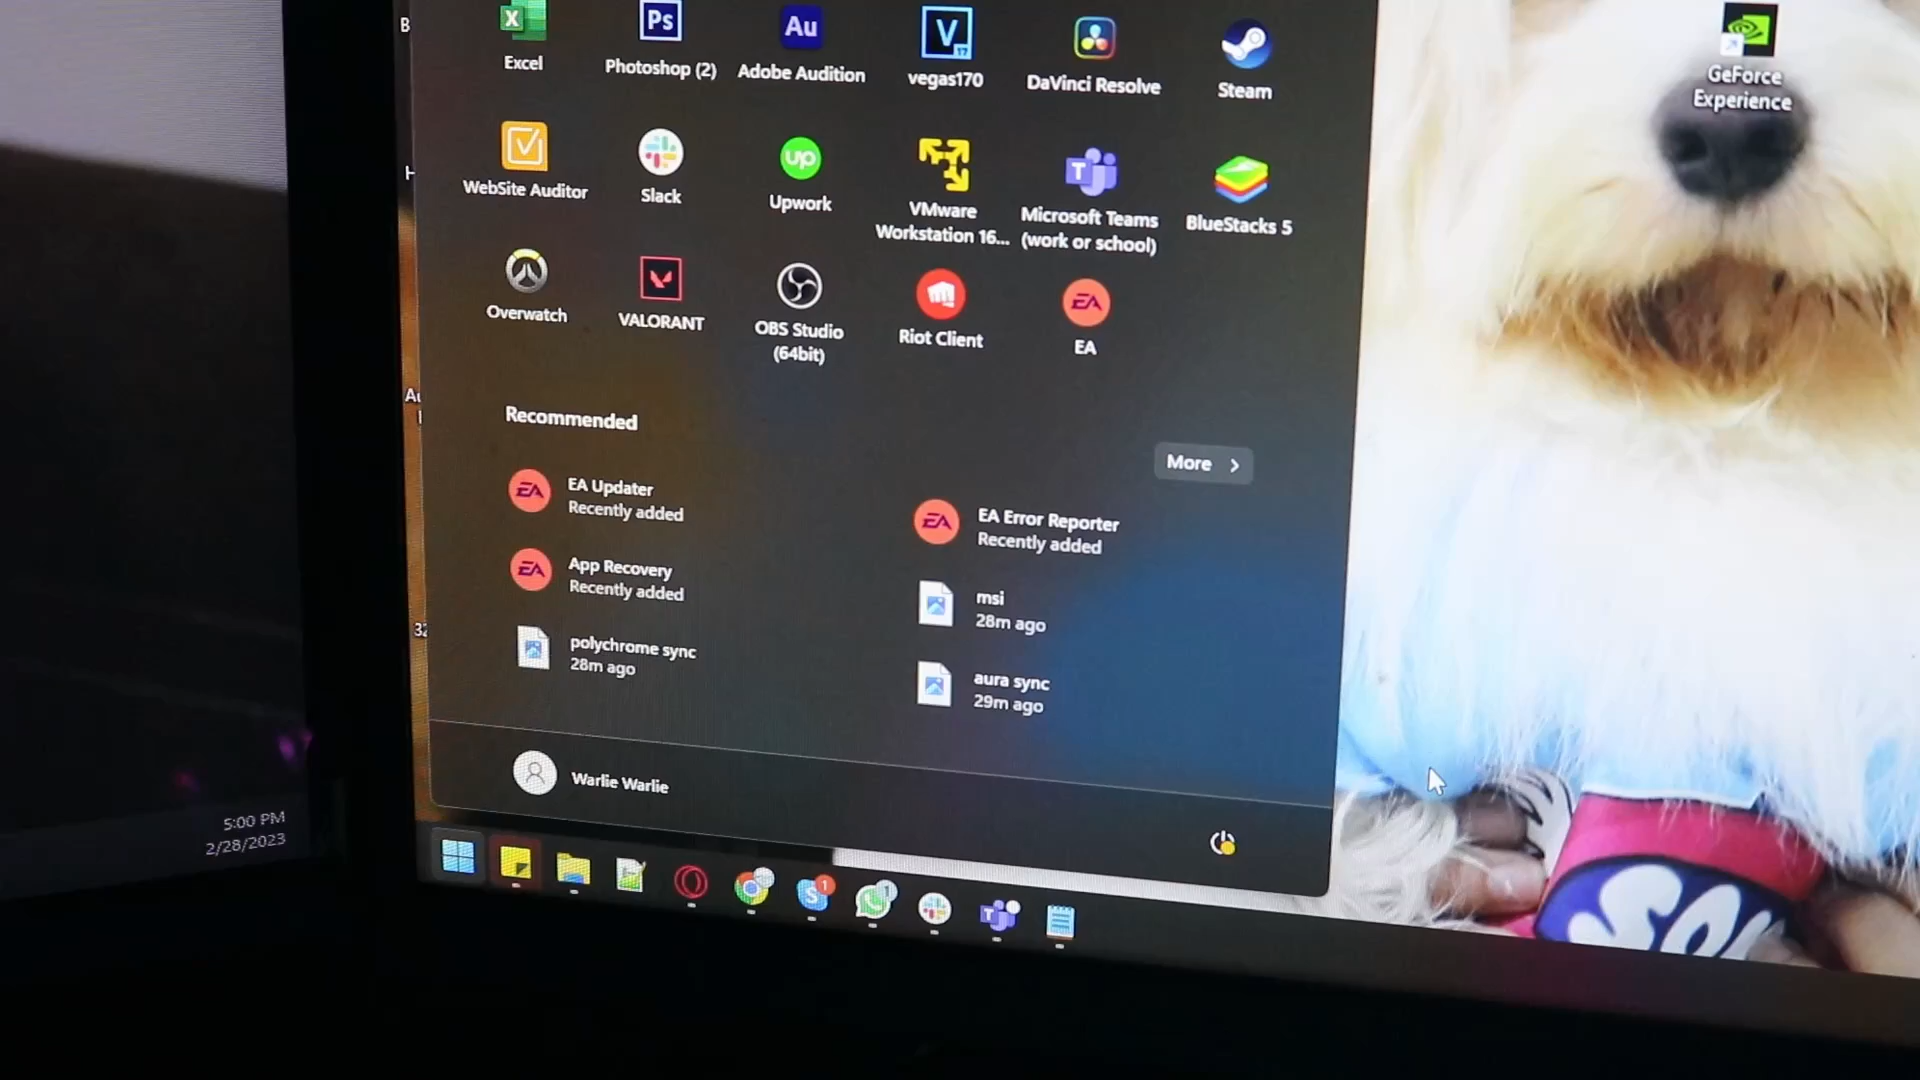 Excel
Photoshop (2)
Adobe Audition
vegas170
DaVinci Resolve
Steam
GeForce
Experience
WebSite Auditor
Slack
Upwork
VMware
Workstation 16...
Microsoft Teams
(work or school)
BlueStacks 5
Overwatch
VALORANT
OBS Studio
(64bit)
Riot Client
EA
Recommended
More
EA Updater
Recently added
EA Error Reporter
Recently added
App Recovery
Recently added
msi
28m ago
polychrome sync
28m ago
aura sync
29m ago
Warlie Warlie
5:00 PM
2/28/2023